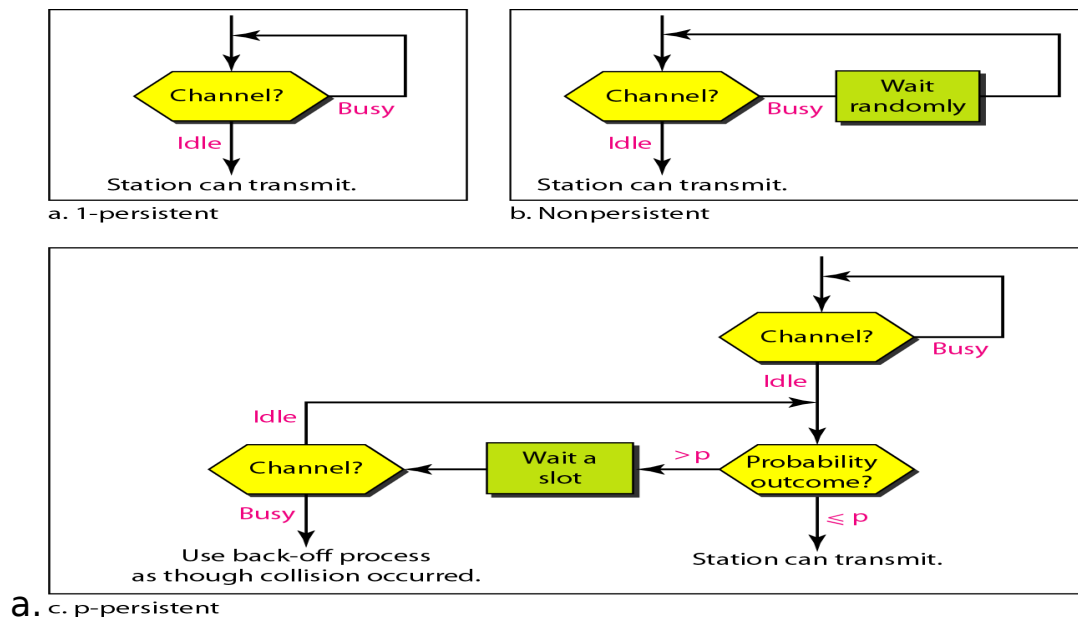 Channel?
Busy
Idle
Station can transmit.
a. 1-persistent
Channel?
Busy
Wait
randomly
Idle
Station can transmit.
b. Nonpersistent
Channel?
Busy
Idle
Idle
Channel?
Wait a
slot
>p
Probability
outcome?
Busy
⩽ p
Use back-off process
as though collision occurred.
Station can transmit.
a. c. p-persistent